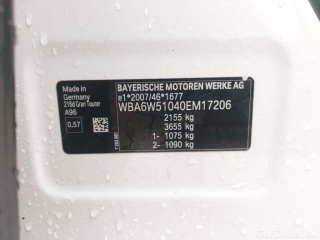 BAYERISCHE MOTOREN WERKE AG
e1*2007/46*1677
WBA6W51040EM17206
2155 kg
3655 kg
1- 1075 kg
2- 1090 kg
Made in
Germany
216d Gran Tourer
A96
0.57